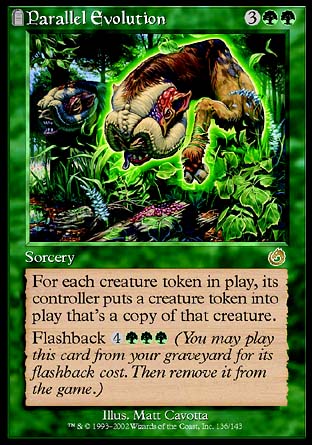 Parallel Evolution 3
Sorcery
For each creature token in play, its
controller puts a creature token into
play that's a copy of that creature.
Flashback 4 (You may play
this card from your graveyard for its
flashback cost. Then remove it from
the game.)
Illus. Matt Cavotta
™ & © 1993–2002 Wizards of the Coast, Inc. 136/143